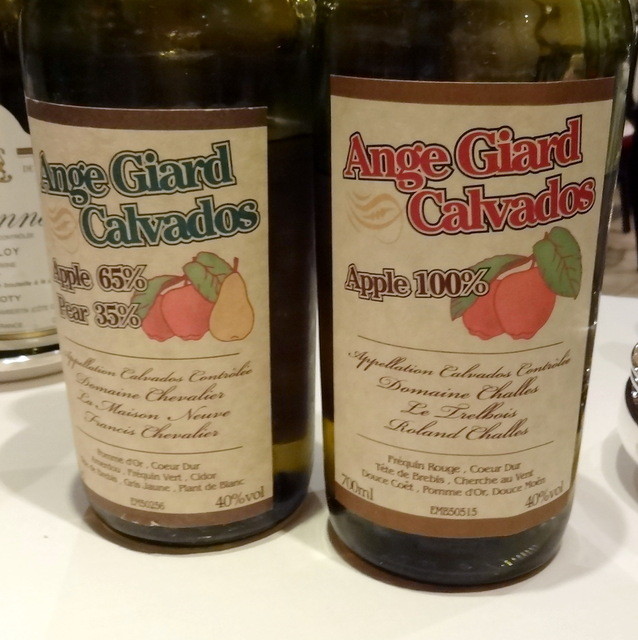 Ange Giard
Calvados
Apple 65%
Pear 35%
Appellation Calvados Contrôlée
Domaine Chevalier
La Maison Neuve
Francis Chevalier
Pomme d'Or , Coeur Dur
Fréquin Vert , Cidor
de Brebis , Gris Jaune , Plant de Blanc
40%vol
Ange Giard
Calvados
Apple 100%
Appellation Calvados Contrôlée
Domaine Challes
Le Trelbois
Roland Challes
Fréquin Rouge , Coeur Dur
Tête de Brebis , Cherche au Vent
Douce Coët , Pomme d'Or, Douce Moën
700ml
40%vol